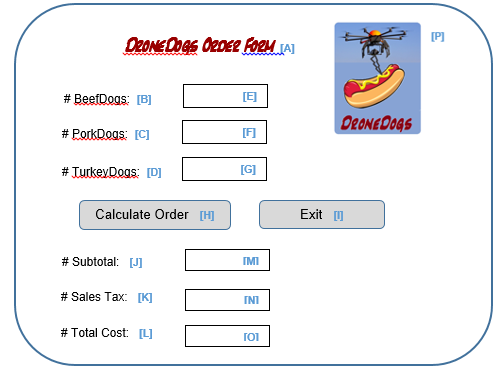 DroneDogs Order Form [A]
[P]
DroneDogs
# BeefDogs: [B] [E]
# PorkDogs: [C] [F]
# TurkeyDogs: [D] [G]
Calculate Order [H] Exit [I]
# Subtotal: [J] [M]
# Sales Tax: [K] [N]
# Total Cost: [L] [O]